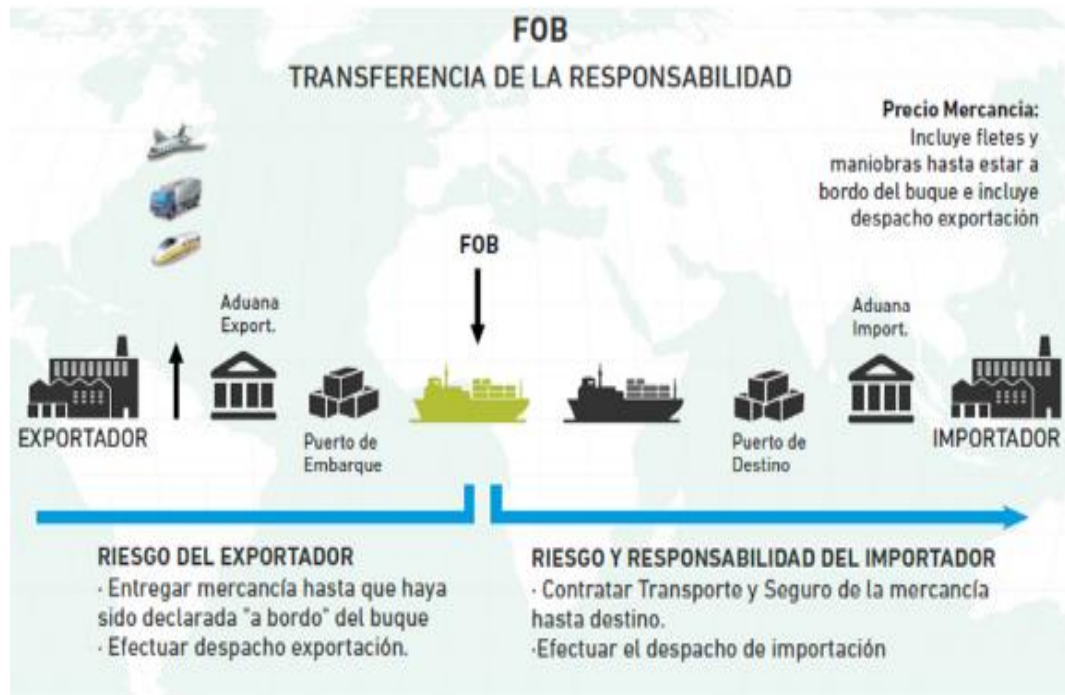 FOB
TRANSFERENCIA DE LA RESPONSABILIDAD
Precio Mercancia:
Incluye fletes y
maniobras hasta estar a
bordo del buque e incluye
despacho exportación
FOB
Aduana
Export.
Aduana
Import.
EXPORTADOR
Puerto de
Embarque
Puerto de
Destino
IMPORTADOR
RIESGO DEL EXPORTADOR
· Entregar mercancía hasta que haya
sido declarada "a bordo" del buque
· Efectuar despacho exportación.
RIESGO Y RESPONSABILIDAD DEL IMPORTADOR
· Contratar Transporte y Seguro de la mercancía
hasta destino.
·Efectuar el despacho de importación